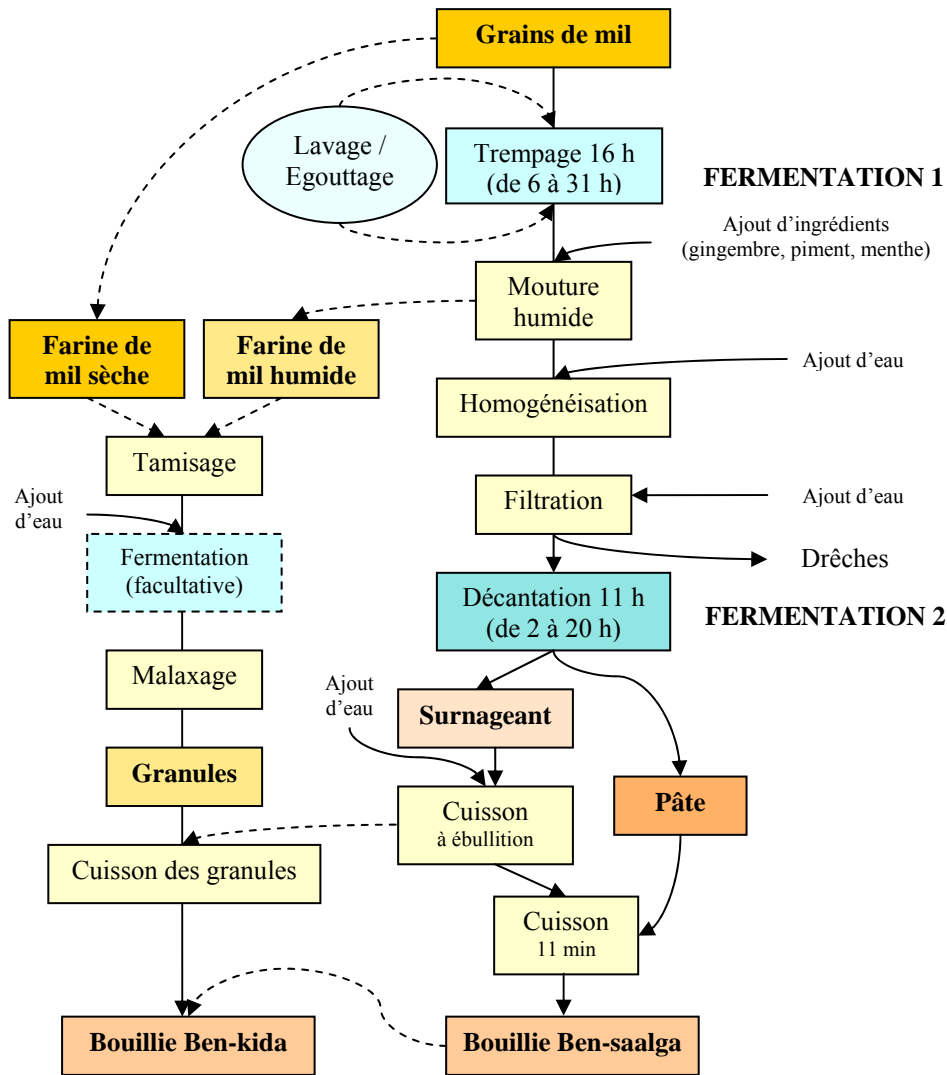 Grains de mil
Lavage /
Egouttage
Trempage 16 h
(de 6 à 31 h)
FERMENTATION 1
Ajout d’ingrédients
(gingembre, piment, menthe)
Mouture
humide
Farine de
mil sèche
Farine de
mil humide
Ajout d’eau
Homogénéisation
Tamisage
Filtration
Ajout d’eau
Ajout
d’eau
Fermentation
(facultative)
Drêches
Décantation 11 h
(de 2 à 20 h)
FERMENTATION 2
Malaxage
Ajout
d’eau
Surnageant
Granules
Pâte
Cuisson
à ébullition
Cuisson des granules
Cuisson
11 min
Bouillie Ben-kida
Bouillie Ben-saalga